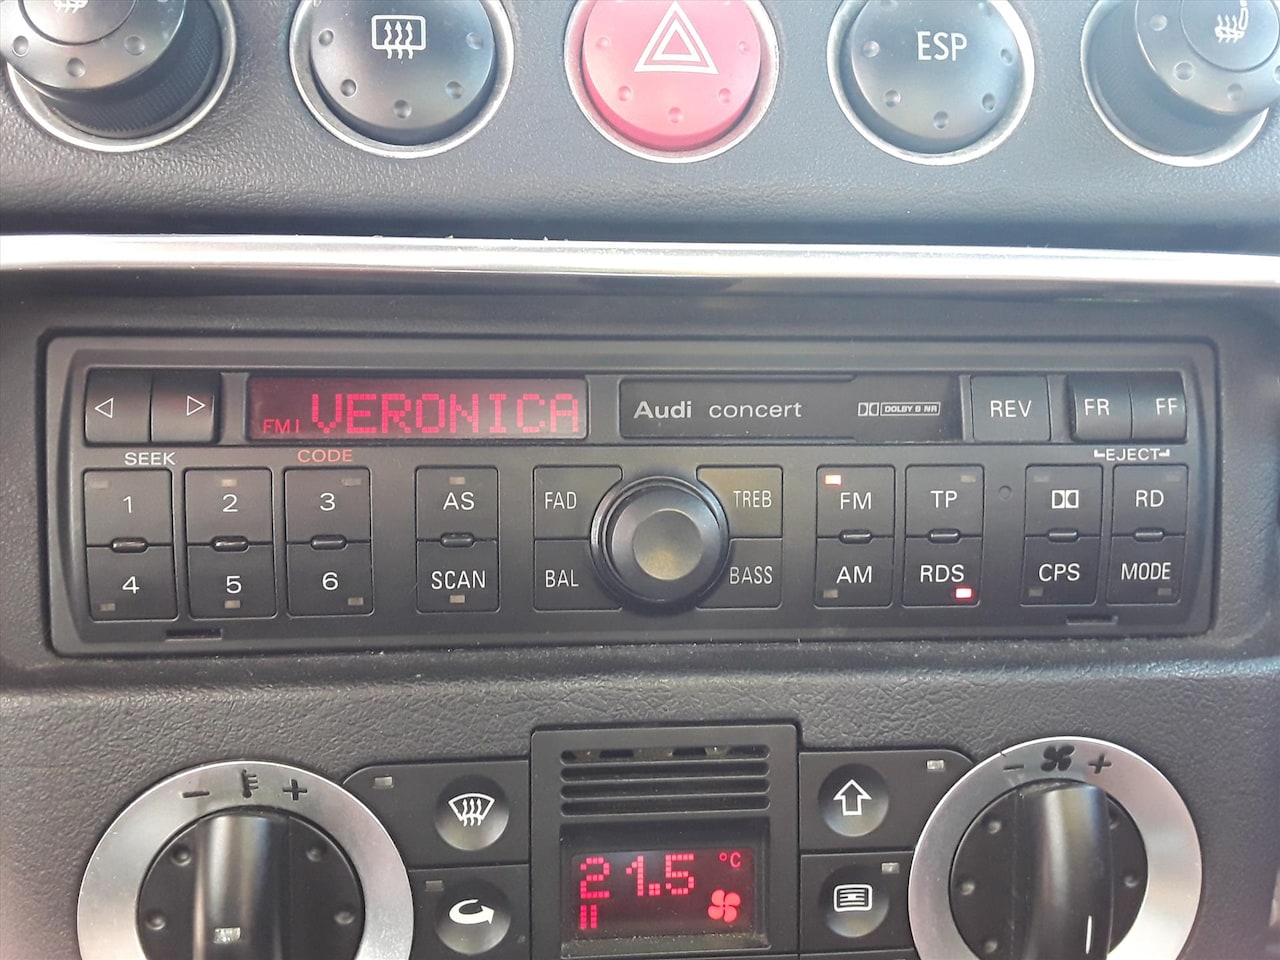 ESP
FM1 VERONICA
Audi concert DOLBY B NR REV FR FF
SEEK CODE EJECT
1 2 3 AS FAD TREB FM TP RD
4 5 6 SCAN BAL BASS AM RDS CPS MODE
- + - +
21.5 °C